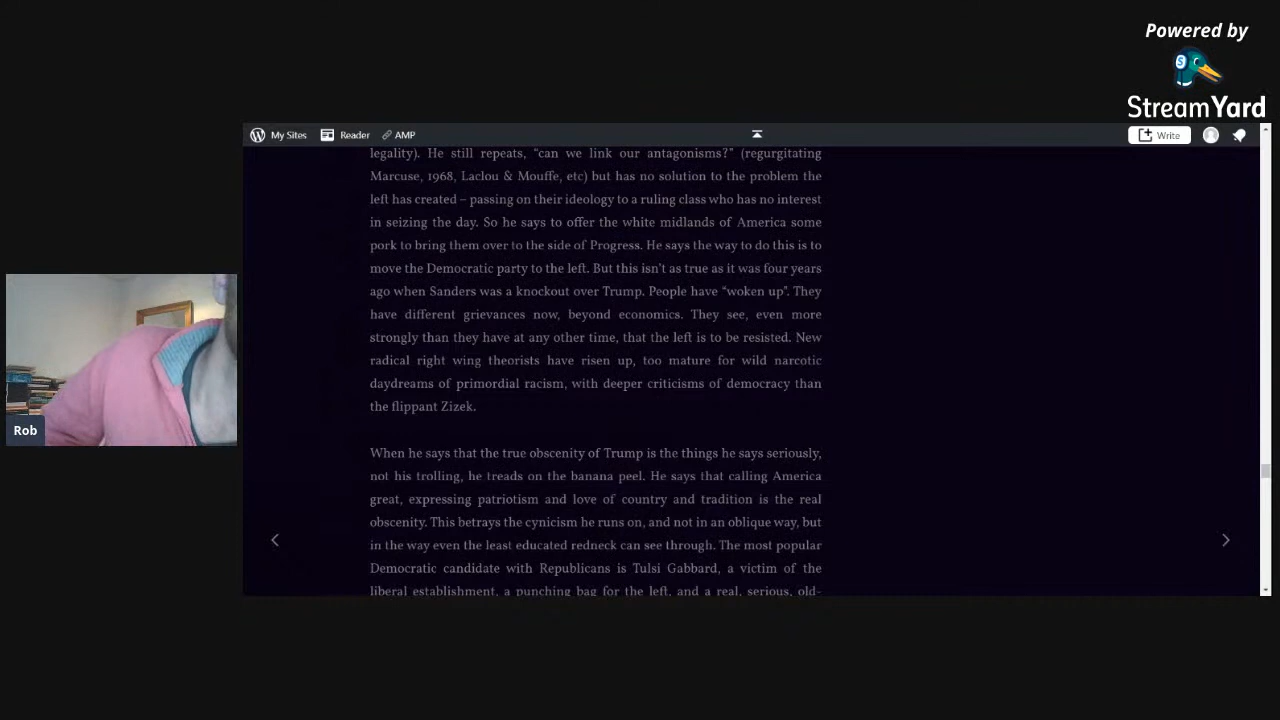 Powered by
StreamYard
My Sites
Reader
AMP
Write
legality). He still repeats, “can we link our antagonisms?” (regurgitating
Marcuse, 1968, Laclou & Mouffe, etc) but has no solution to the problem the
left has created – passing on their ideology to a ruling class who has no interest
in seizing the day. So he says to offer the white midlands of America some
pork to bring them over to the side of Progress. He says the way to do this is to
move the Democratic party to the left. But this isn’t as true as it was four years
ago when Sanders was a knockout over Trump. People have “woken up”. They
have different grievances now, beyond economics. They see, even more
strongly than they have at any other time, that the left is to be resisted. New
radical right wing theorists have risen up, too mature for wild narcotic
daydreams of primordial racism, with deeper criticisms of democracy than
the flippant Zizek.
When he says that the true obscenity of Trump is the things he says seriously,
not his trolling, he treads on the banana peel. He says that calling America
great, expressing patriotism and love of country and tradition is the real
obscenity. This betrays the cynicism he runs on, and not in an oblique way, but
in the way even the least educated redneck can see through. The most popular
Democratic candidate with Republicans is Tulsi Gabbard, a victim of the
liberal establishment, a punching bag for the left, and a real, serious, old-
Rob